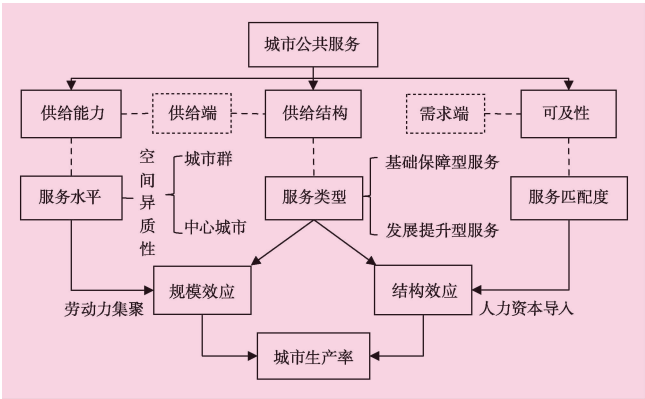 城市公共服务
供给能力
供给端
供给结构
需求端
可及性
空间异质性
城市群
中心城市
服务水平
服务类型
基础保障型服务
发展提升型服务
服务匹配度
劳动力集聚
规模效应
结构效应
人力资本导入
城市生产率